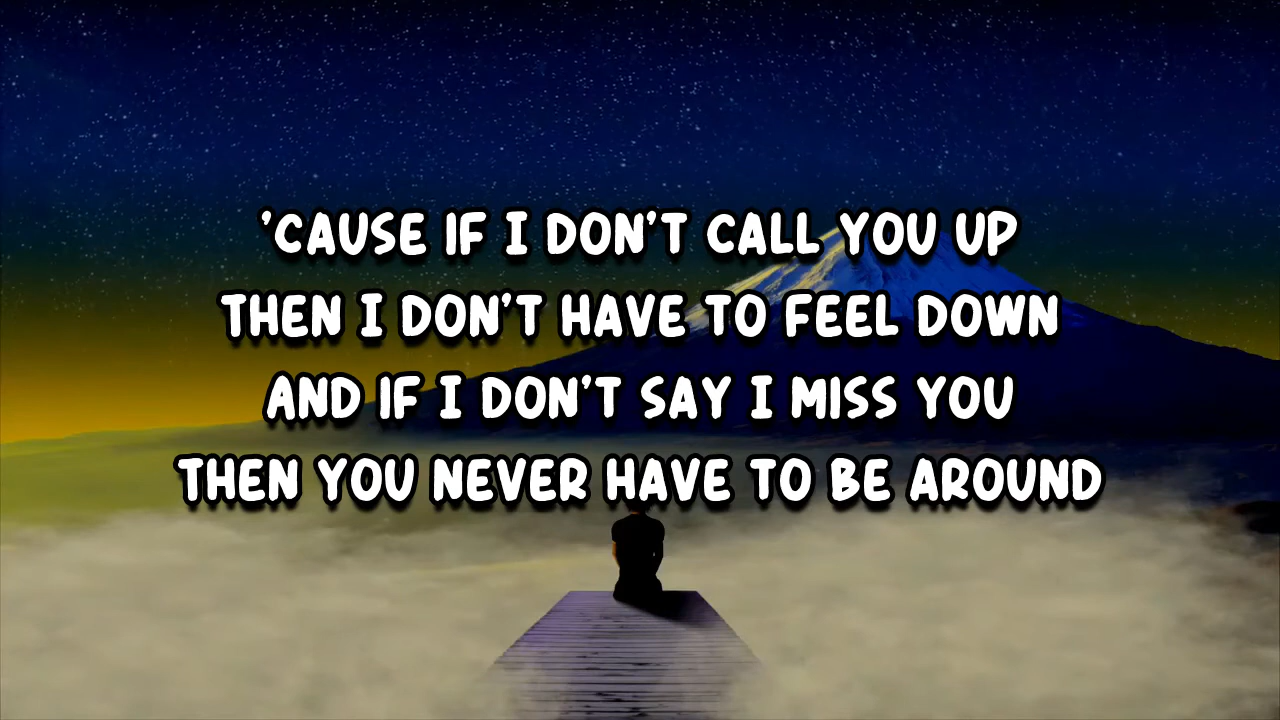 'CAUSE IF I DON'T CALL YOU UP
THEN I DON'T HAVE TO FEEL DOWN
AND IF I DON'T SAY I MISS YOU
THEN YOU NEVER HAVE TO BE AROUND